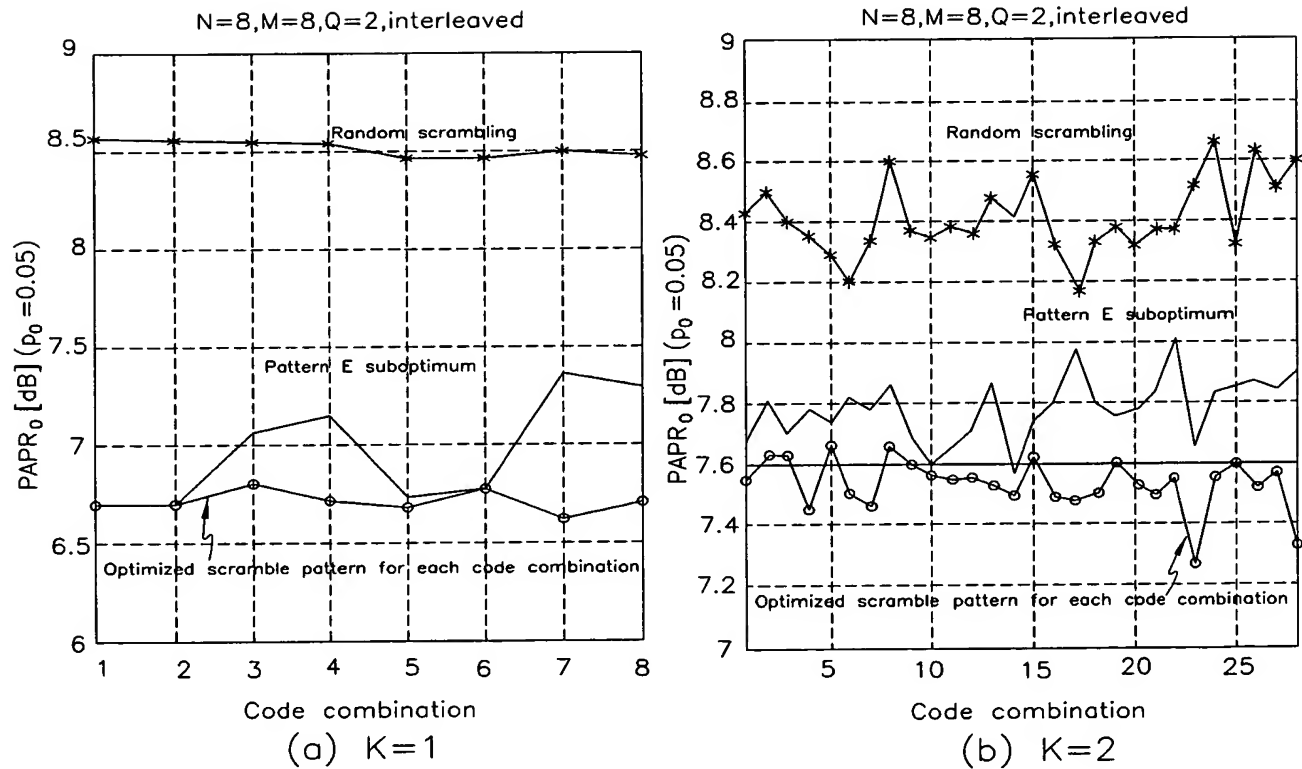 N=8,M=8,Q=2,interleaved
9
8.5
8
7.5
7
6.5
6
PAPR0 [dB] (p0=0.05)
Random scrambling
Pattern E suboptimum
Optimized scramble pattern for each code combination
1 2 3 4 5 6 7 8
Code combination
(a) K=1
N=8,M=8,Q=2,interleaved
9
8.8
8.6
8.4
8.2
8
7.8
7.6
7.4
7.2
7
PAPR0 [dB] (p0=0.05)
Random scrambling
Pattern E suboptimum
Optimized scramble pattern for each code combination
5 10 15 20 25
Code combination
(b) K=2